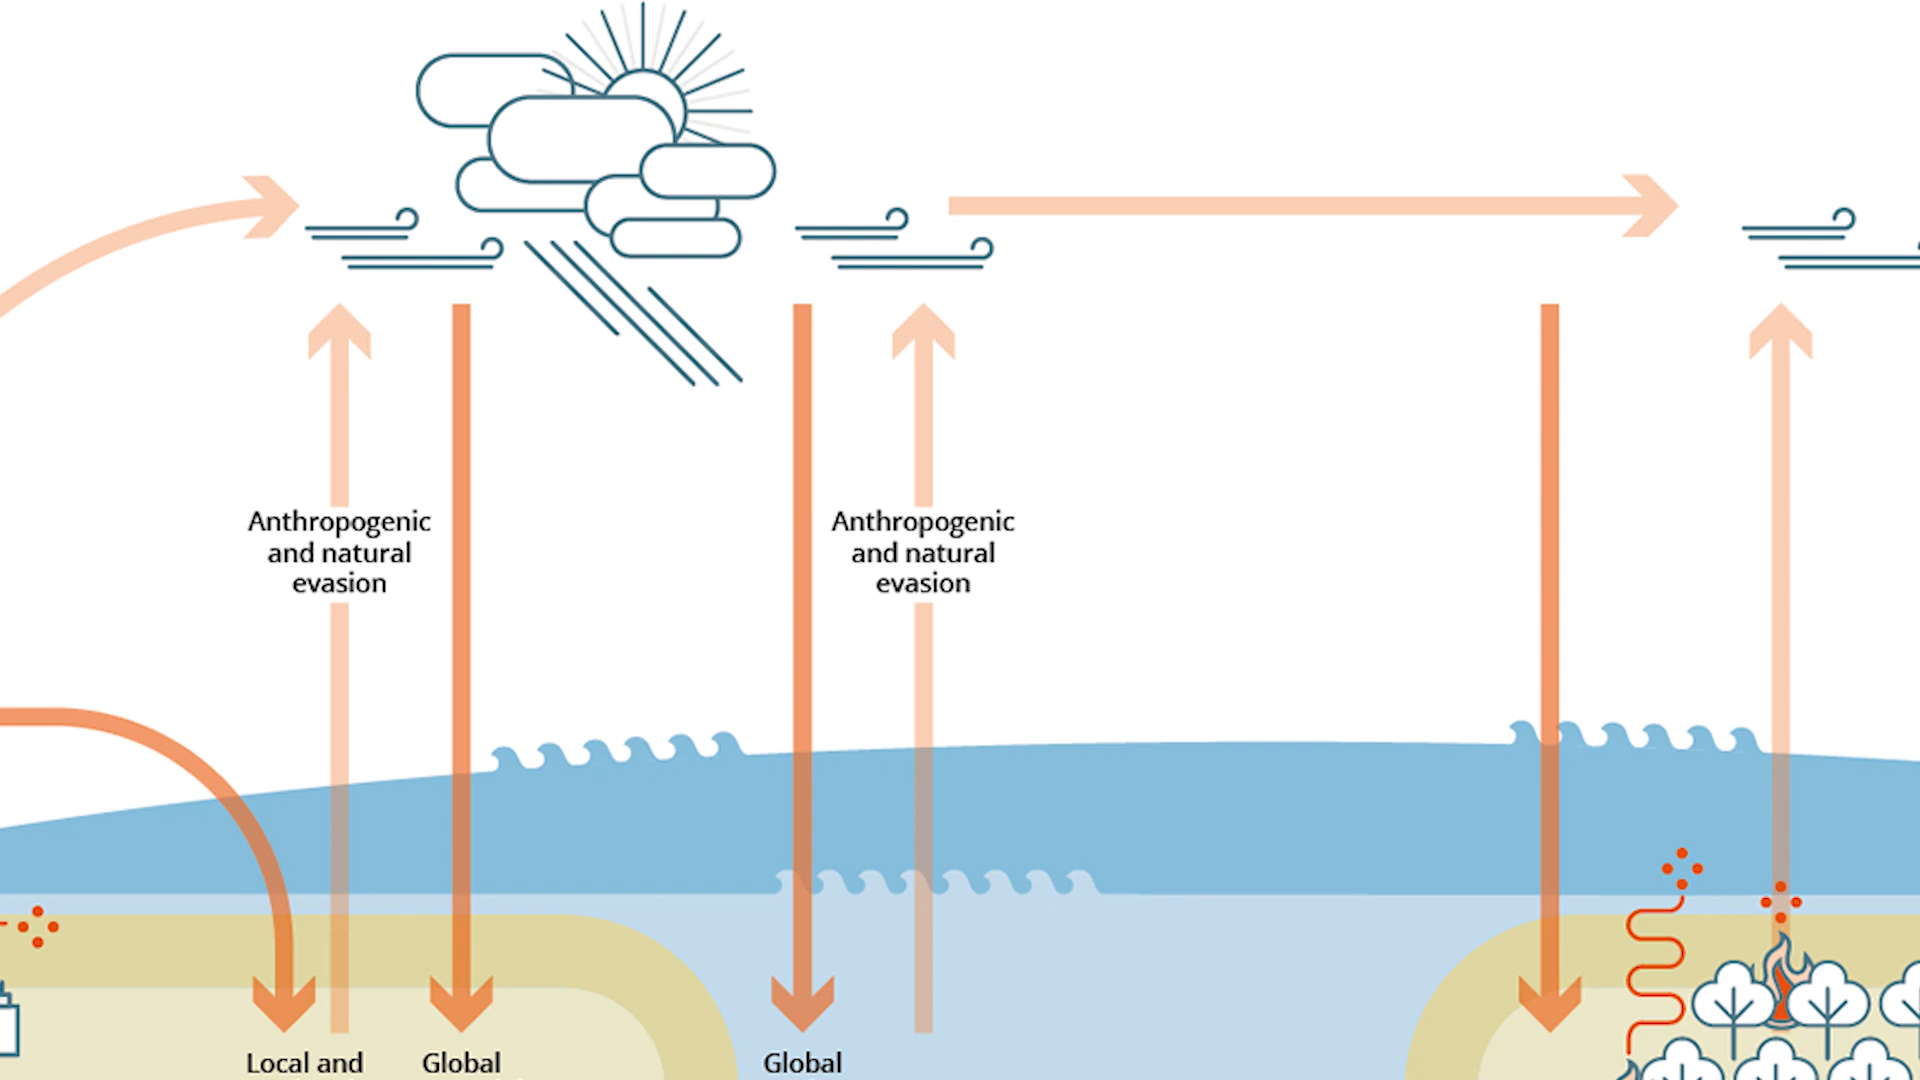 Anthropogenic
and natural
evasion
Anthropogenic
and natural
evasion
Local and
Global
Global